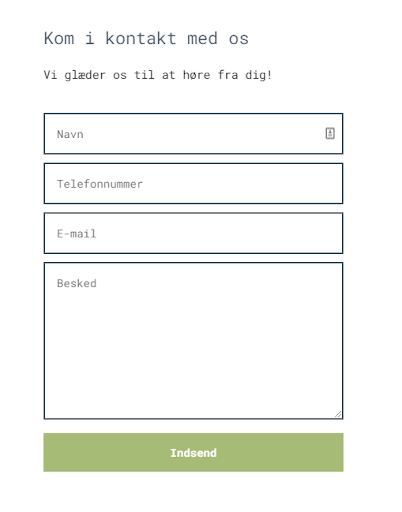 Kom i kontakt med os
Vi glæder os til at høre fra dig!
Navn
Telefonnummer
E-mail
Besked
Indsend